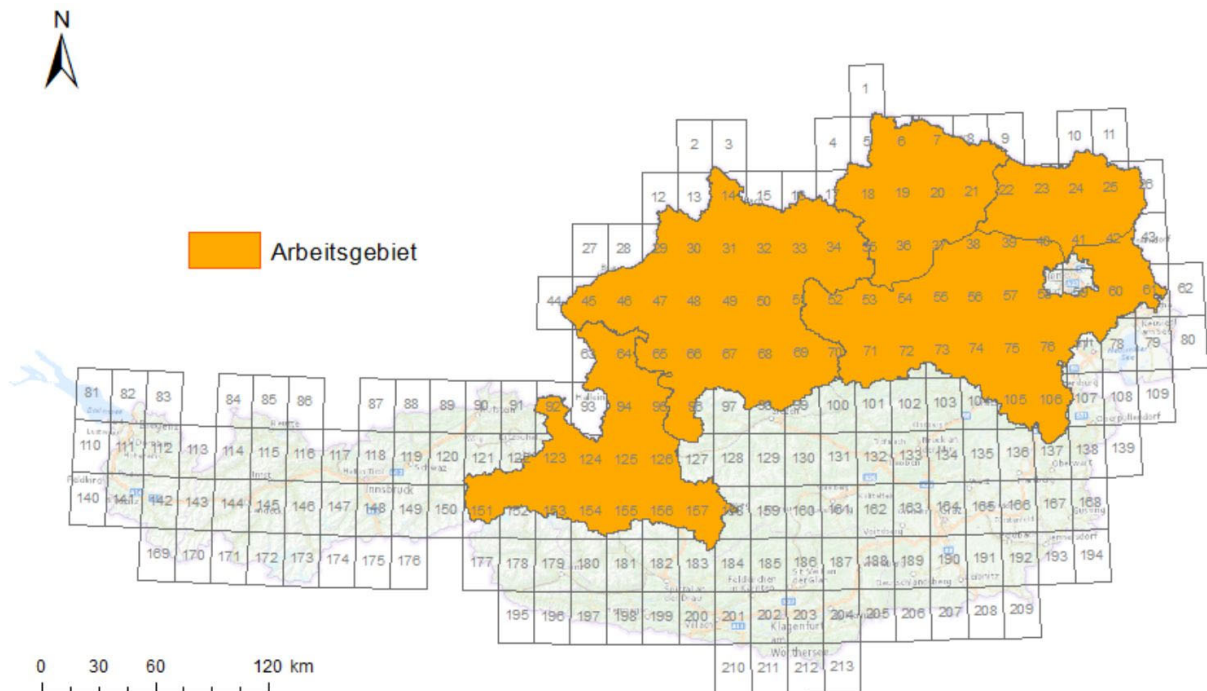 N
1
2 3 4 5 6 7 8 9 10 11
12 13 14 15 18 19 20 21 22 23 24 25 26
27 28 29 30 31 32 33 34 35 36 37 38 39 40 41 42 43
Arbeitsgebiet
44 45 46 47 48 49 50 51 52 53 54 55 56 57 58 59 60 61 62
63 64 65 66 67 68 69 70 71 72 73 74 75 76 78 79 80
81 82 83 84 85 86 87 88 89 90 91 92 93 94 95 96 97 98 99 100 101 102 103 104 105 106 107 108 109
110 111 112 113 114 115 116 117 118 119 120 121 122 123 124 125 126 127 128 129 130 131 132 133 134 135 136 137 138 139
Innsbruck
140 141 142 143 144 145 146 147 148 149 150 151 152 153 154 155 156 157 158 159 160 161 162 163 164 165 166 167 168
169 170 171 172 173 174 175 176 177 178 179 180 181 182 183 184 185 186 187 188 189 190 191 192 193 194
195 196 197 198 199 200 201 202 203 204 205 206 207 208 209
Klagenfurt
am
Wörthersee
210 211 212 213
0 30 60 120 km